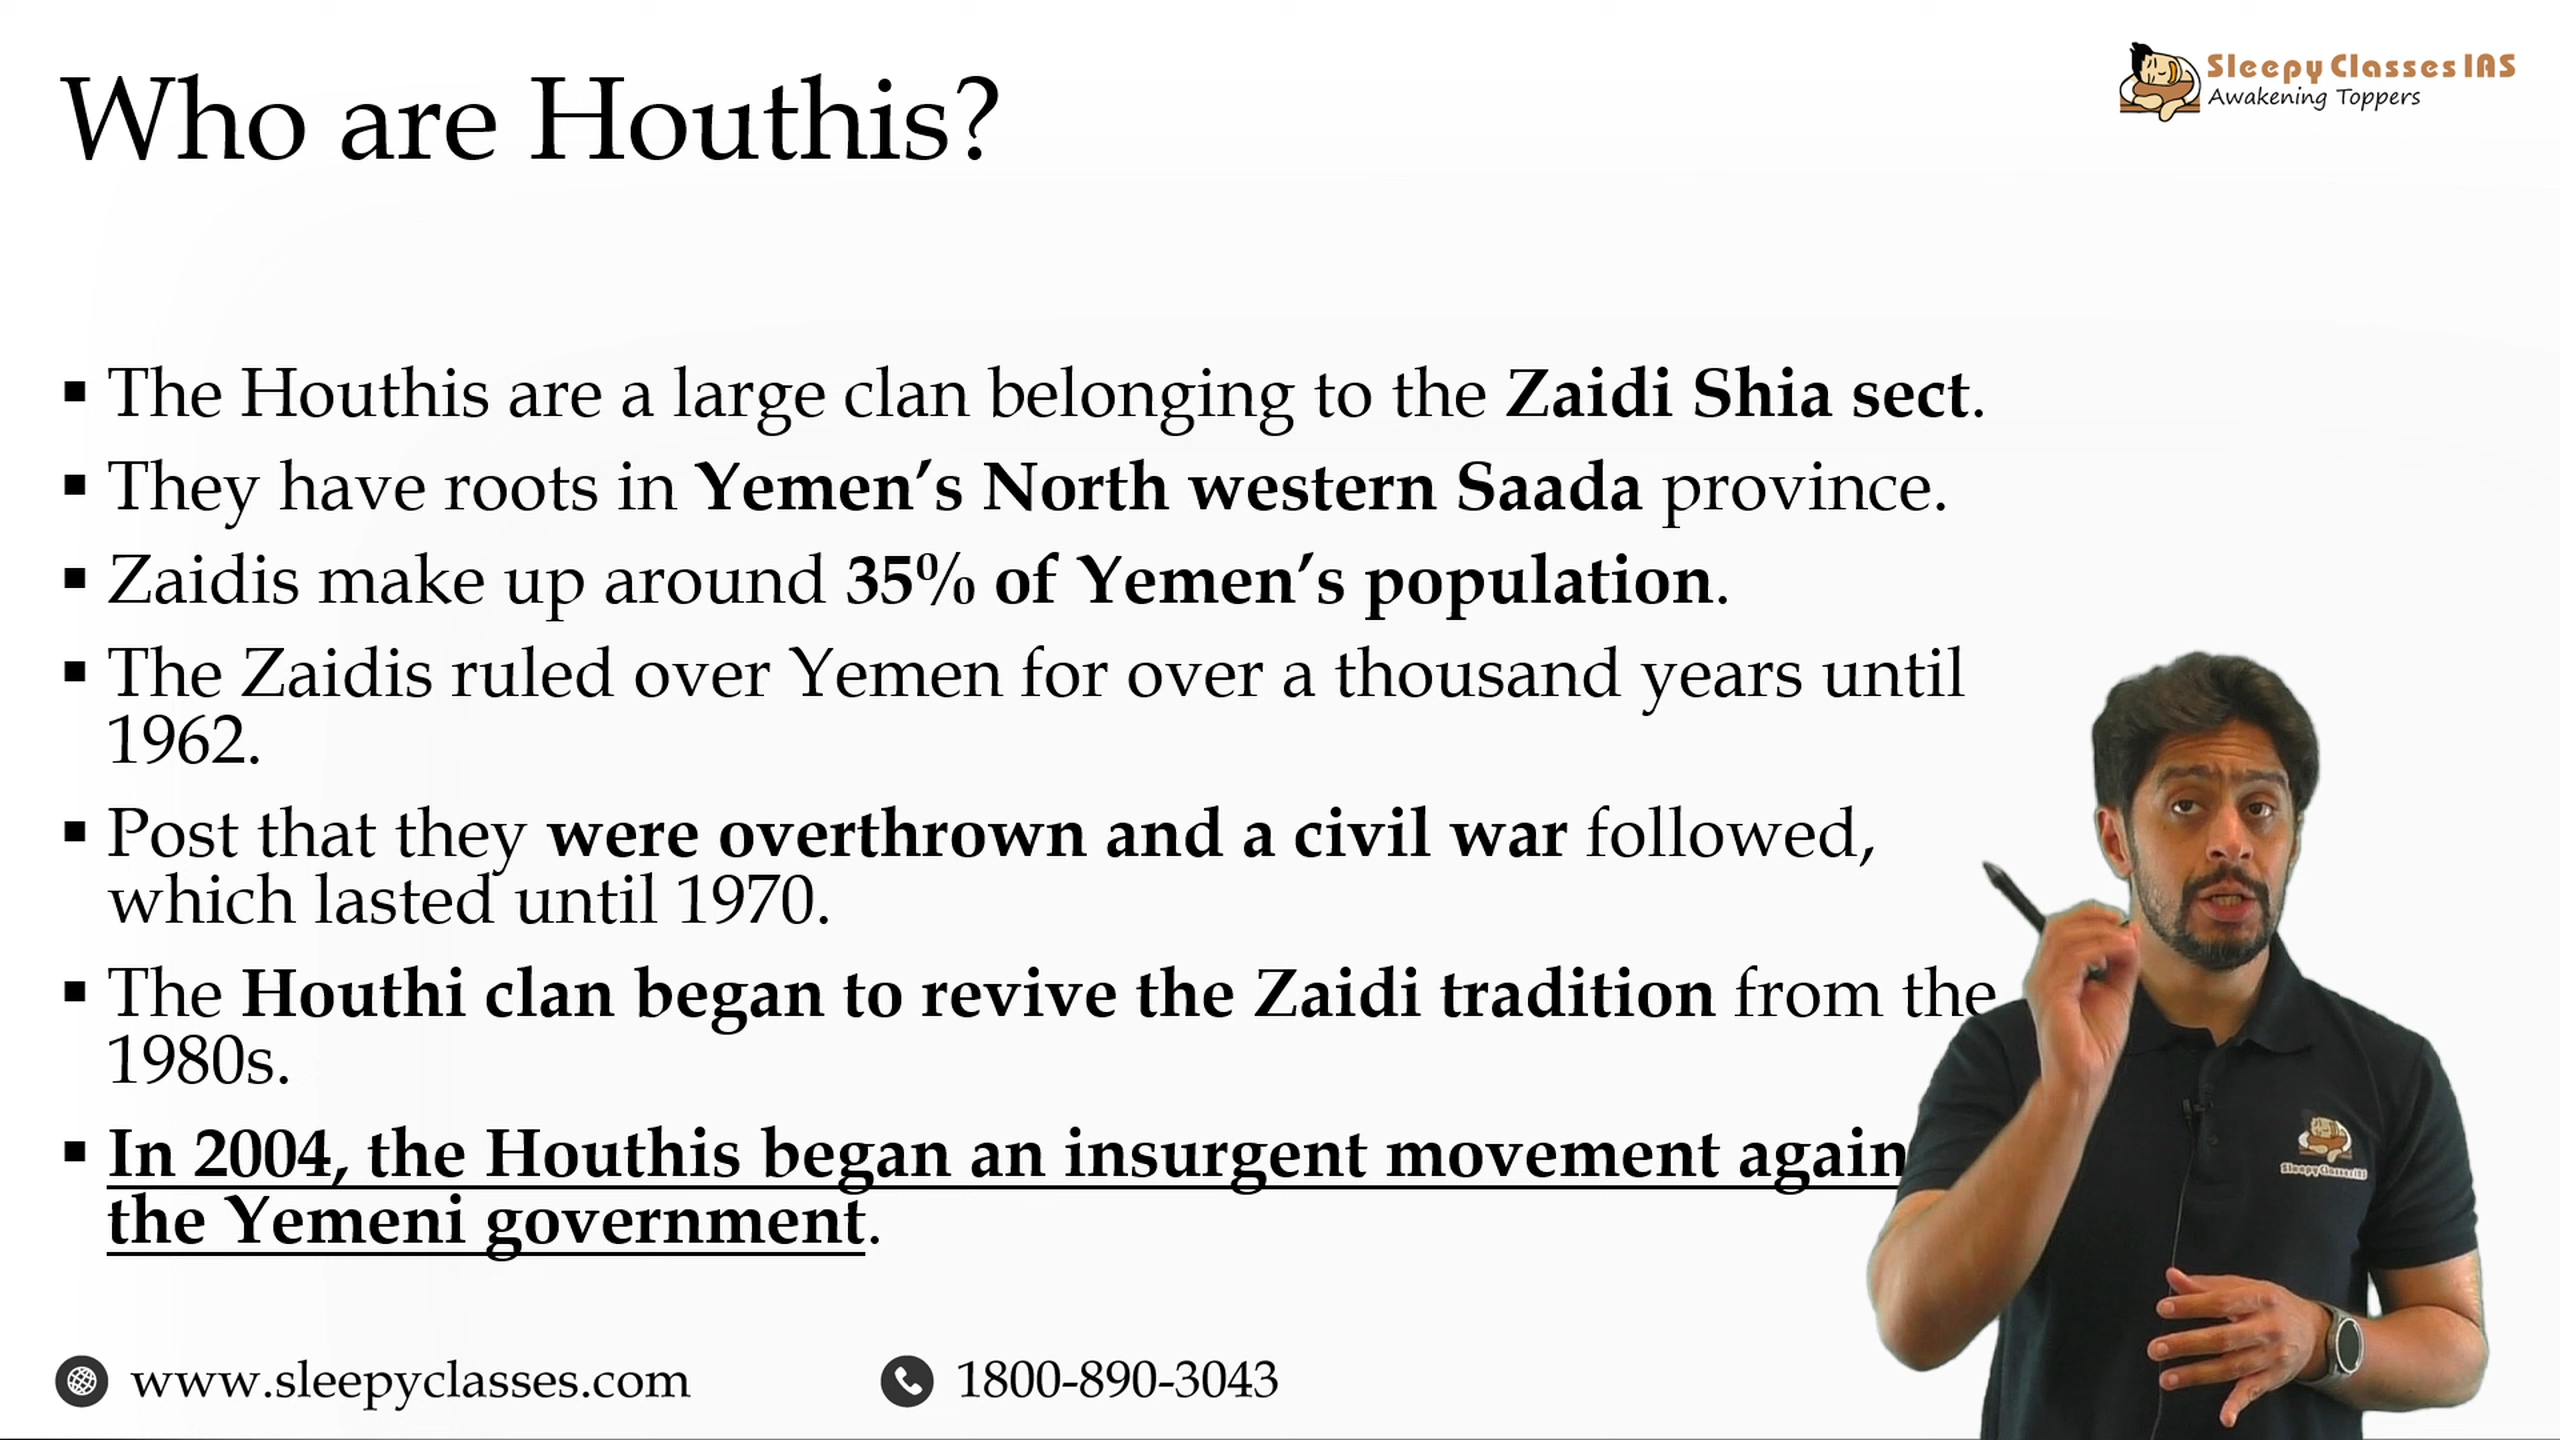 Who are Houthis?
Sleepy Classes IAS
Awakening Toppers
▪ The Houthis are a large clan belonging to the Zaidi Shia sect.
▪ They have roots in Yemen’s North western Saada province.
▪ Zaidis make up around 35% of Yemen’s population.
▪ The Zaidis ruled over Yemen for over a thousand years until
1962.
▪ Post that they were overthrown and a civil war followed,
which lasted until 1970.
▪ The Houthi clan began to revive the Zaidi tradition from the
1980s.
▪ In 2004, the Houthis began an insurgent movement again
the Yemeni government.
SleepyClasses IAS
www.sleepyclasses.com
1800-890-3043